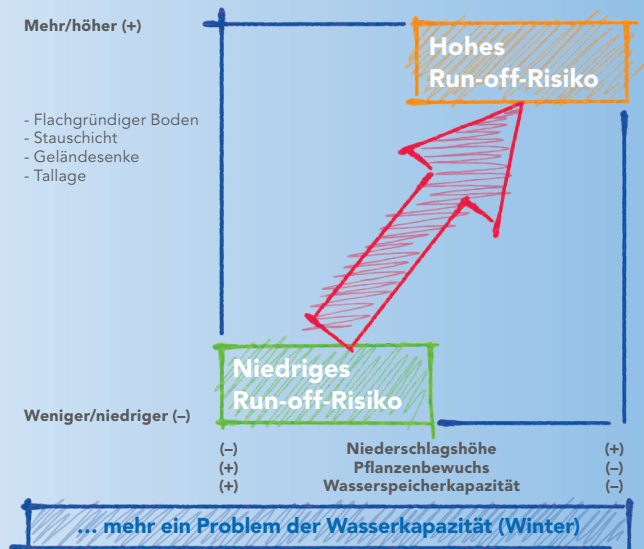 Mehr/höher (+)
Hohes
Run-off-Risiko
- Flachgründiger Boden
- Stauschicht
- Geländesenke
- Tallage
Niedriges
Run-off-Risiko
Weniger/niedriger (–)
(–) Niederschlagshöhe (+)
(+) Pflanzenbewuchs (–)
(+) Wasserspeicherkapazität (–)
... mehr ein Problem der Wasserkapazität (Winter)